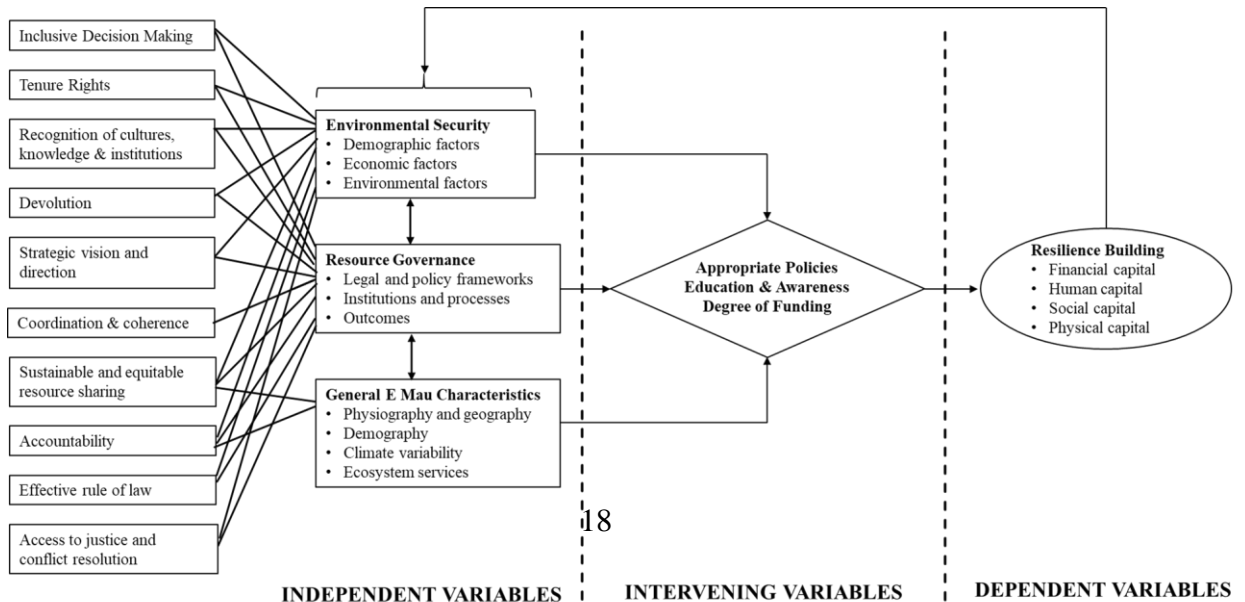 Inclusive Decision Making
Tenure Rights
Recognition of cultures,
knowledge & institutions
Devolution
Strategic vision and
direction
Coordination & coherence
Sustainable and equitable
resource sharing
Accountability
Effective rule of law
Access to justice and
conflict resolution
Environmental Security
• Demographic factors
• Economic factors
• Environmental factors
Resource Governance
• Legal and policy frameworks
• Institutions and processes
• Outcomes
General E Mau Characteristics
• Physiography and geography
• Demography
• Climate variability
• Ecosystem services
Appropriate Policies
Education & Awareness
Degree of Funding
Resilience Building
• Financial capital
• Human capital
• Social capital
• Physical capital
18
INDEPENDENT VARIABLES
INTERVENING VARIABLES
DEPENDENT VARIABLES